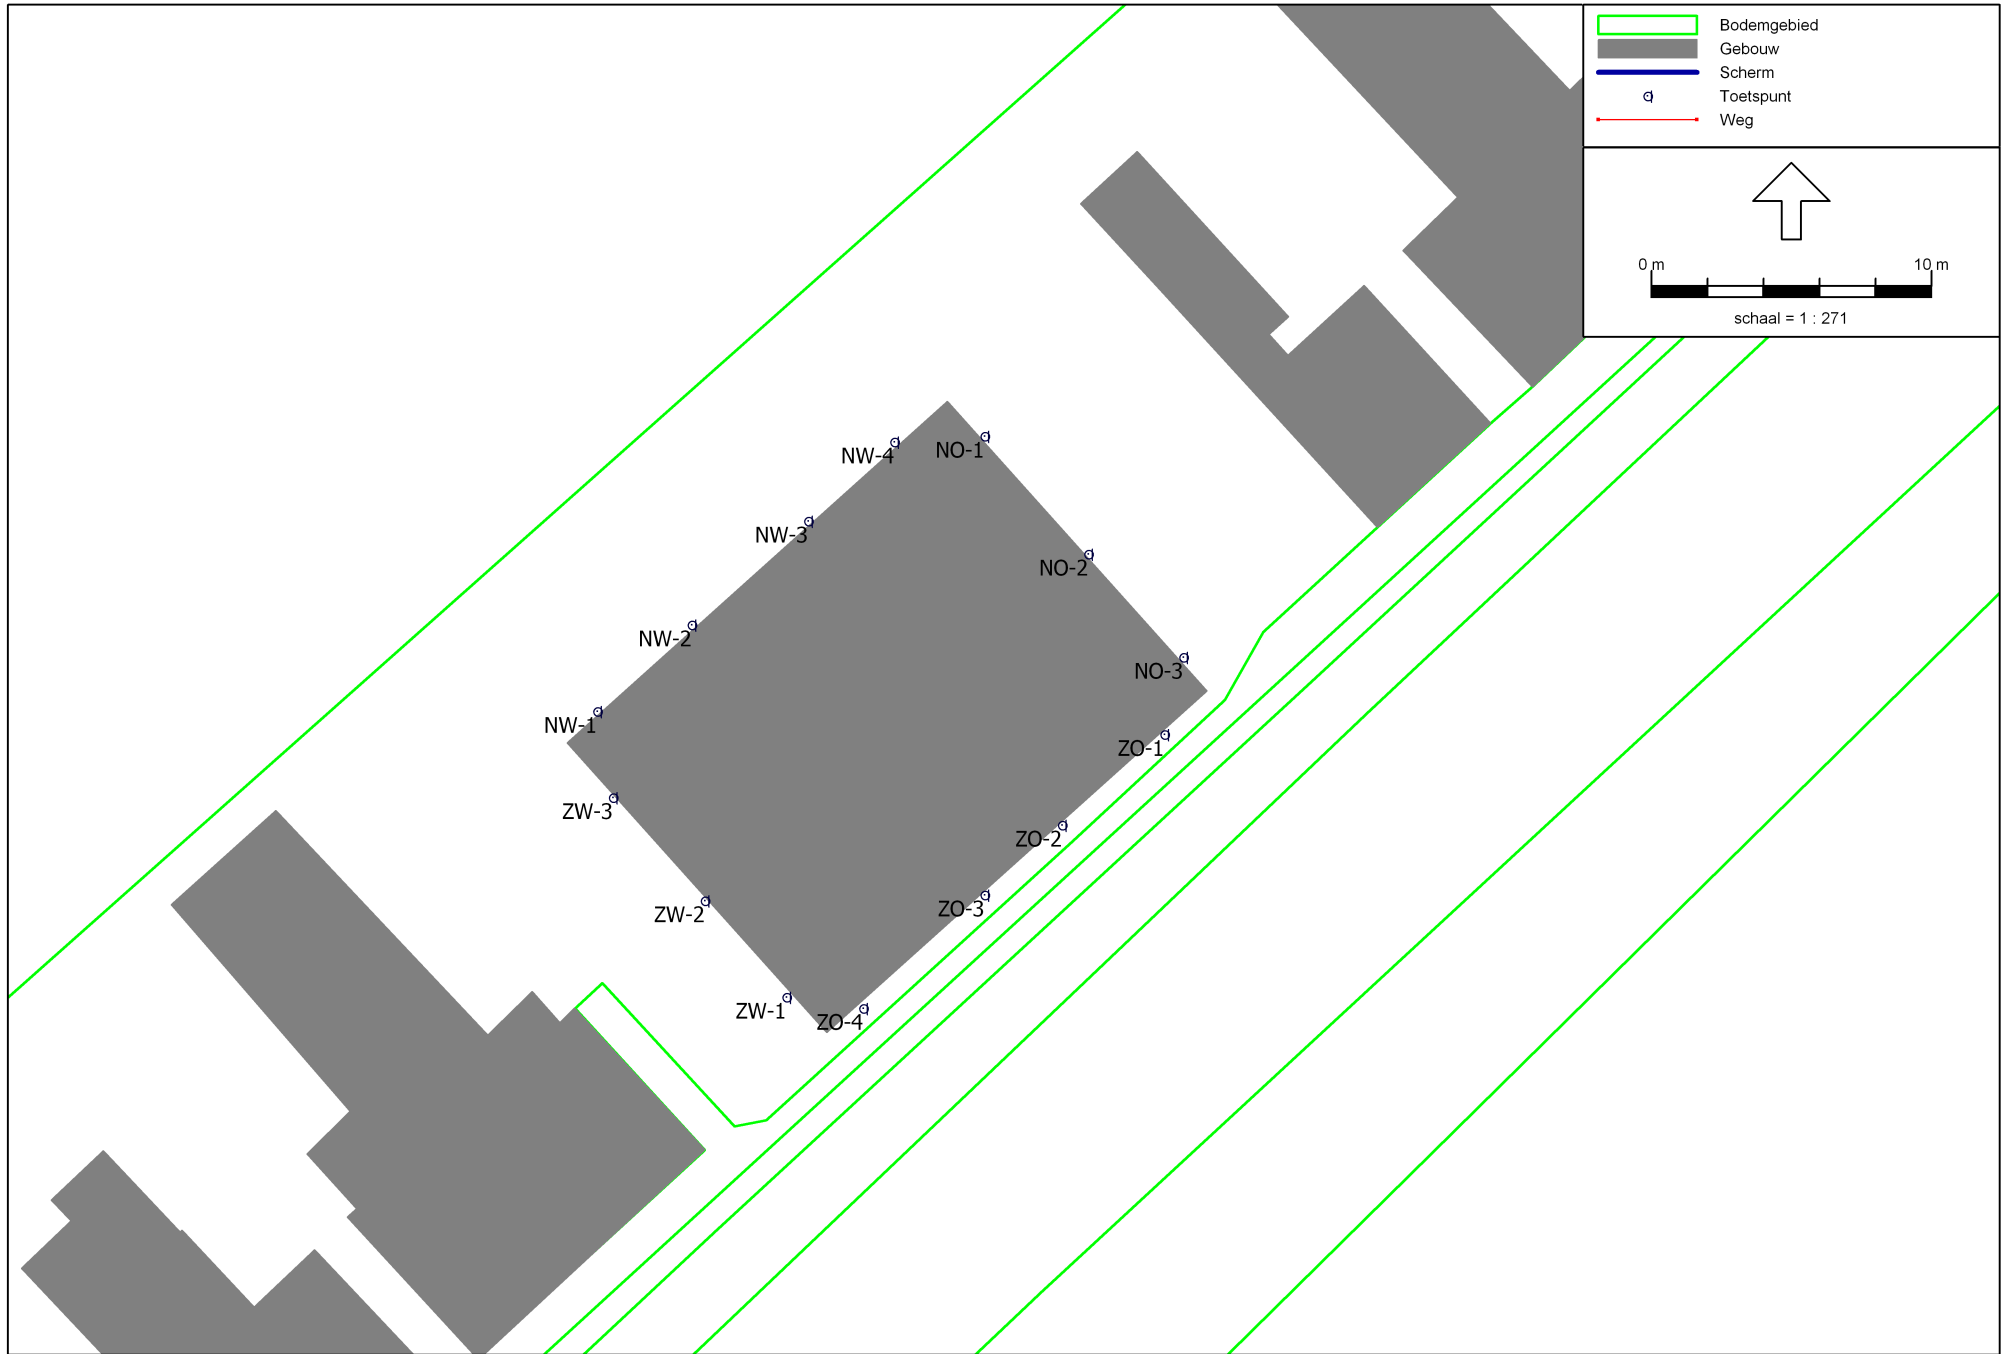 Bodemgebied
Gebouw
Scherm
Toetspunt
Weg
0 m 10 m
schaal = 1 : 271
NW-4
NO-1
NW-3
NO-2
NW-2
NO-3
NW-1
ZO-1
ZW-3
ZO-2
ZW-2
ZO-3
ZW-1
ZO-4